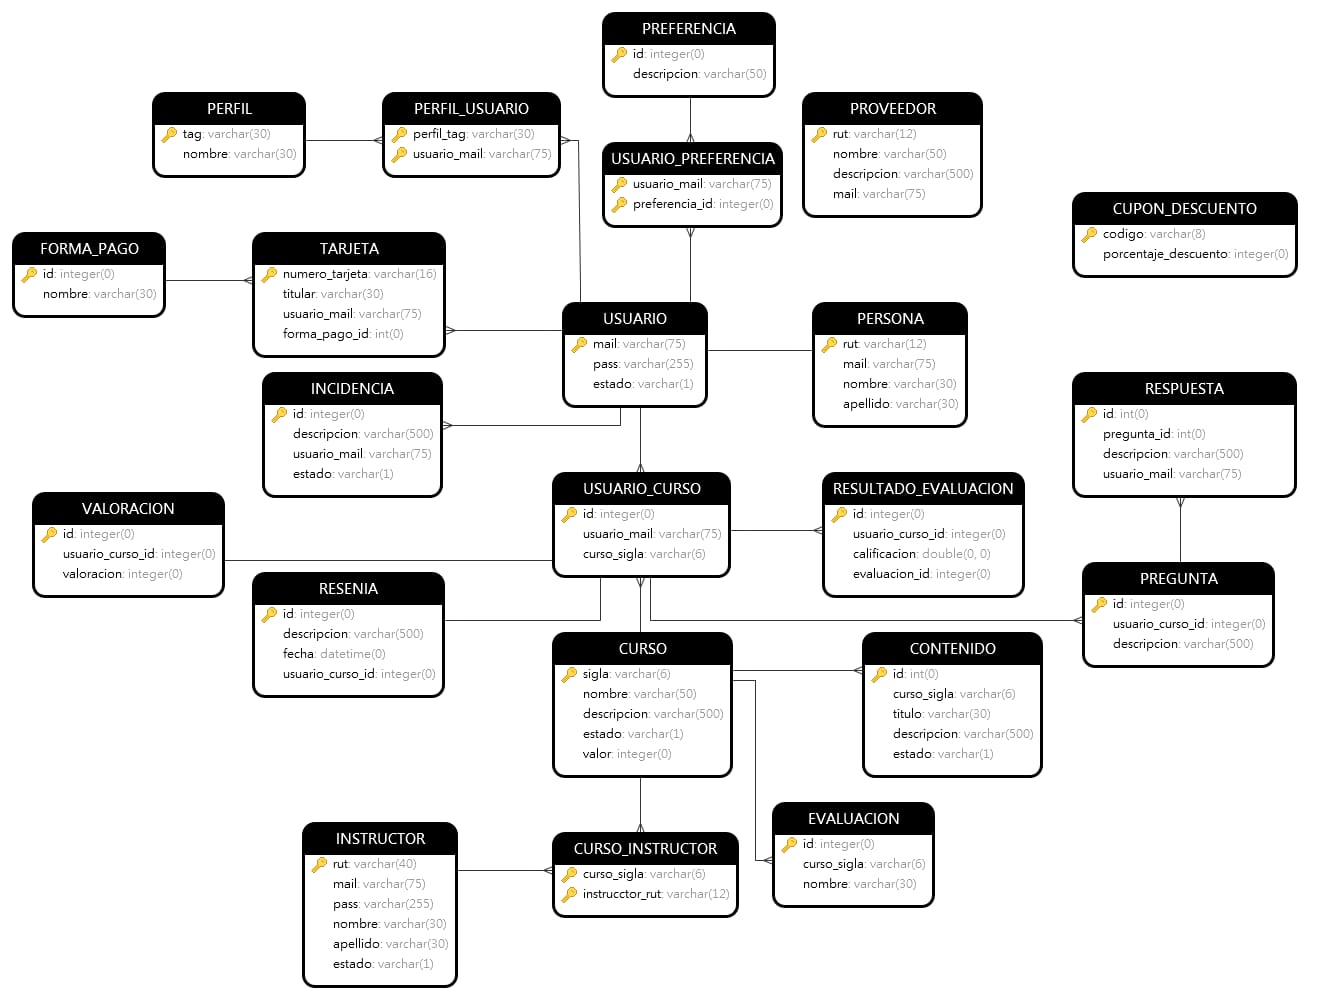 PREFERENCIA
id: integer(0)
descripcion: varchar(50)
PERFIL
tag: varchar(30)
nombre: varchar(30)
PERFIL_USUARIO
perfil_tag: varchar(30)
usuario_mail: varchar(75)
USUARIO_PREFERENCIA
usuario_mail: varchar(75)
preferencia_id: integer(0)
PROVEEDOR
rut: varchar(12)
nombre: varchar(50)
descripcion: varchar(500)
mail: varchar(75)
CUPON_DESCUENTO
codigo: varchar(8)
porcentaje_descuento: integer(0)
FORMA_PAGO
id: integer(0)
nombre: varchar(30)
TARJETA
numero_tarjeta: varchar(16)
titular: varchar(30)
usuario_mail: varchar(75)
forma_pago_id: int(0)
USUARIO
mail: varchar(75)
pass: varchar(255)
estado: varchar(1)
PERSONA
rut: varchar(12)
mail: varchar(75)
nombre: varchar(30)
apellido: varchar(30)
INCIDENCIA
id: integer(0)
descripcion: varchar(500)
usuario_mail: varchar(75)
estado: varchar(1)
RESPUESTA
id: int(0)
pregunta_id: int(0)
descripcion: varchar(500)
usuario_mail: varchar(75)
VALORACION
id: integer(0)
usuario_curso_id: integer(0)
valoracion: integer(0)
USUARIO_CURSO
id: integer(0)
usuario_mail: varchar(75)
curso_sigla: varchar(6)
RESULTADO_EVALUACION
id: integer(0)
usuario_curso_id: integer(0)
calificacion: double(0, 0)
evaluacion_id: integer(0)
RESENIA
id: integer(0)
descripcion: varchar(500)
fecha: datetime(0)
usuario_curso_id: integer(0)
PREGUNTA
id: integer(0)
usuario_curso_id: integer(0)
descripcion: varchar(500)
CURSO
sigla: varchar(6)
nombre: varchar(50)
descripcion: varchar(500)
estado: varchar(1)
valor: integer(0)
CONTENIDO
id: int(0)
curso_sigla: varchar(6)
titulo: varchar(30)
descripcion: varchar(500)
estado: varchar(1)
INSTRUCTOR
rut: varchar(40)
mail: varchar(75)
pass: varchar(255)
nombre: varchar(30)
apellido: varchar(30)
estado: varchar(1)
CURSO_INSTRUCTOR
curso_sigla: varchar(6)
instrucctor_rut: varchar(12)
EVALUACION
id: integer(0)
curso_sigla: varchar(6)
nombre: varchar(30)